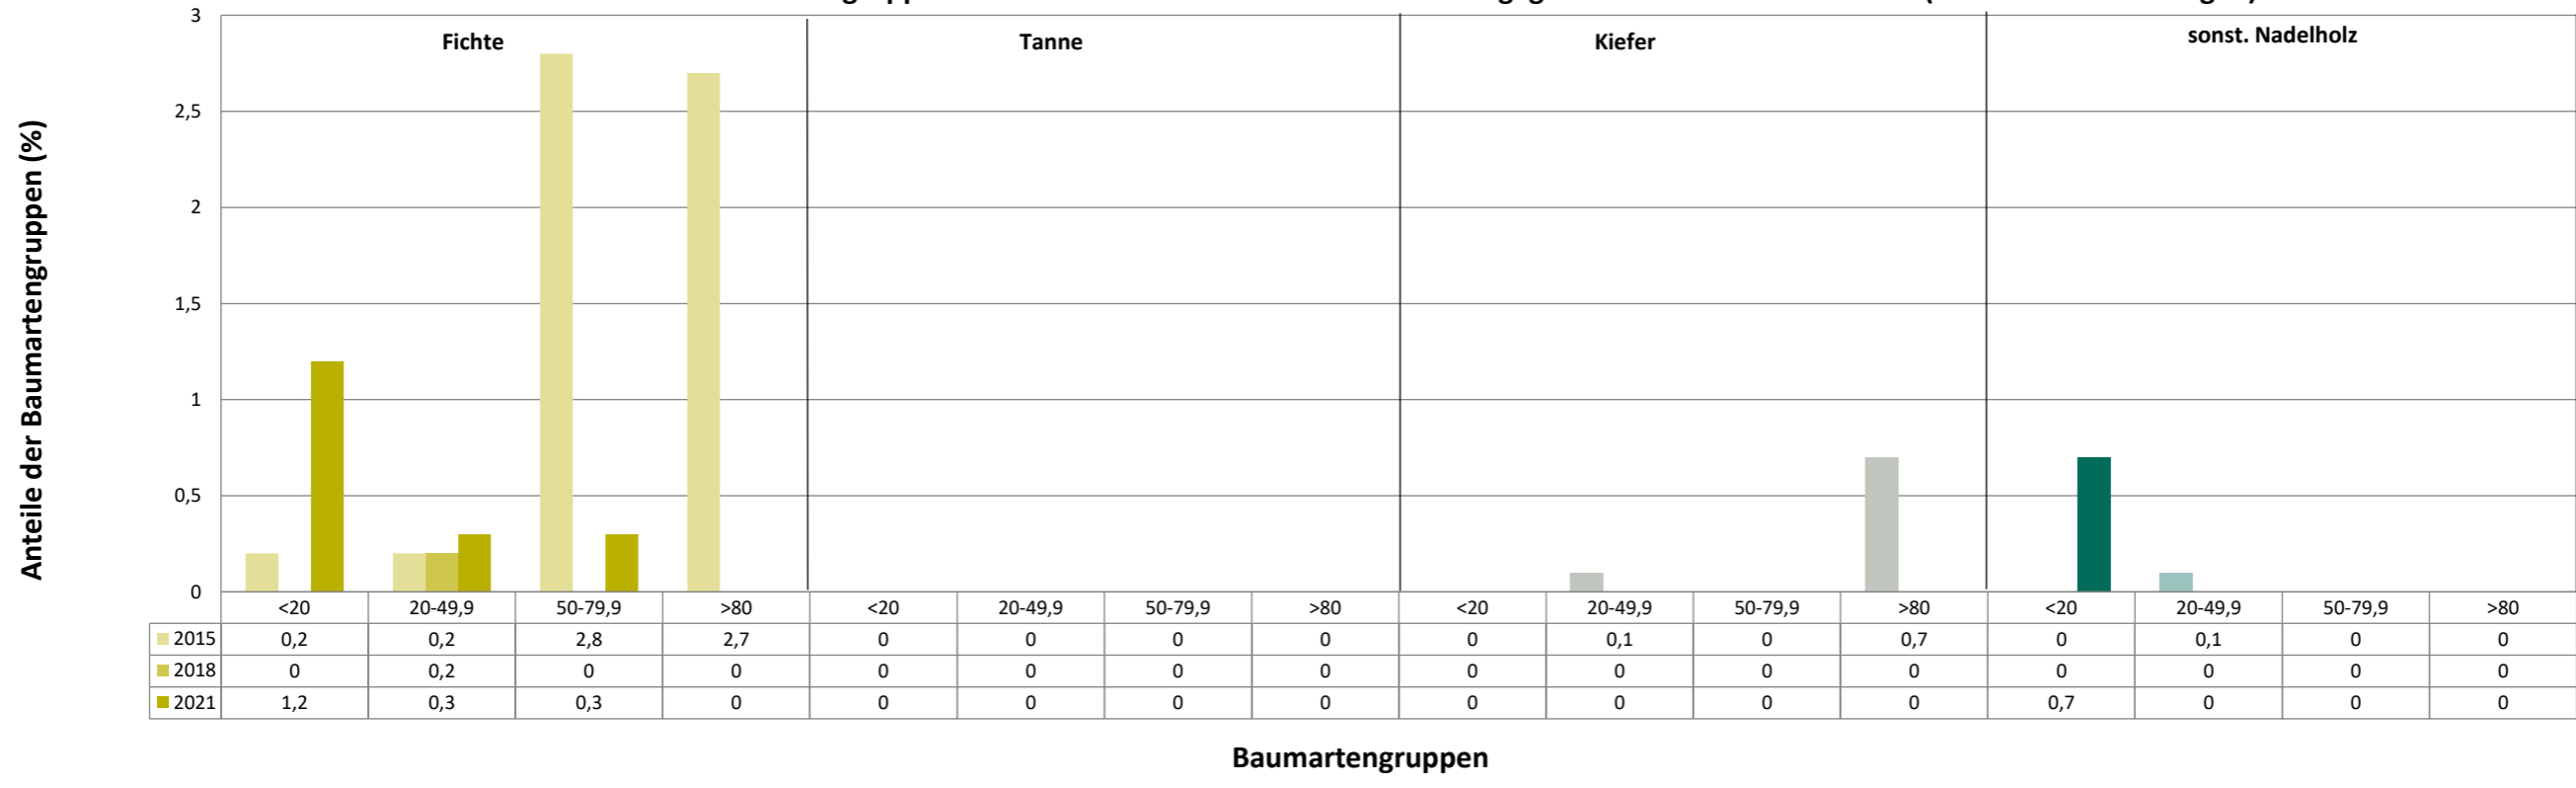 Fichte Tanne Kiefer sonst. Nadelholz
3
2,5
2
1,5
1
0,5
0
Anteile der Baumartengruppen (%)
<20 20-49,9 50-79,9 >80 <20 20-49,9 50-79,9 >80 <20 20-49,9 50-79,9 >80 <20 20-49,9 50-79,9 >80
2015 0,2 0,2 2,8 2,7 0 0 0 0 0 0,1 0 0,7 0 0,1 0 0
2018 0 0,2 0 0 0 0 0 0 0 0 0 0 0 0 0 0
2021 1,2 0,3 0,3 0 0 0 0 0 0 0 0 0 0,7 0 0 0
Baumartengruppen